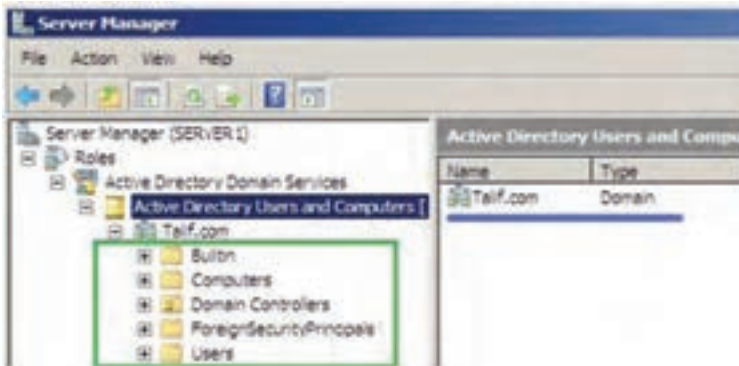 Server Manager
File Action View Help
Server Manager (SERVER1)
Roles
Active Directory Domain Services
Active Directory Users and Computers [
Talif.com
Builtin
Computers
Domain Controllers
ForeignSecurityPrincipals
Users
Active Directory Users and Compu
Name Type
Talif.com Domain